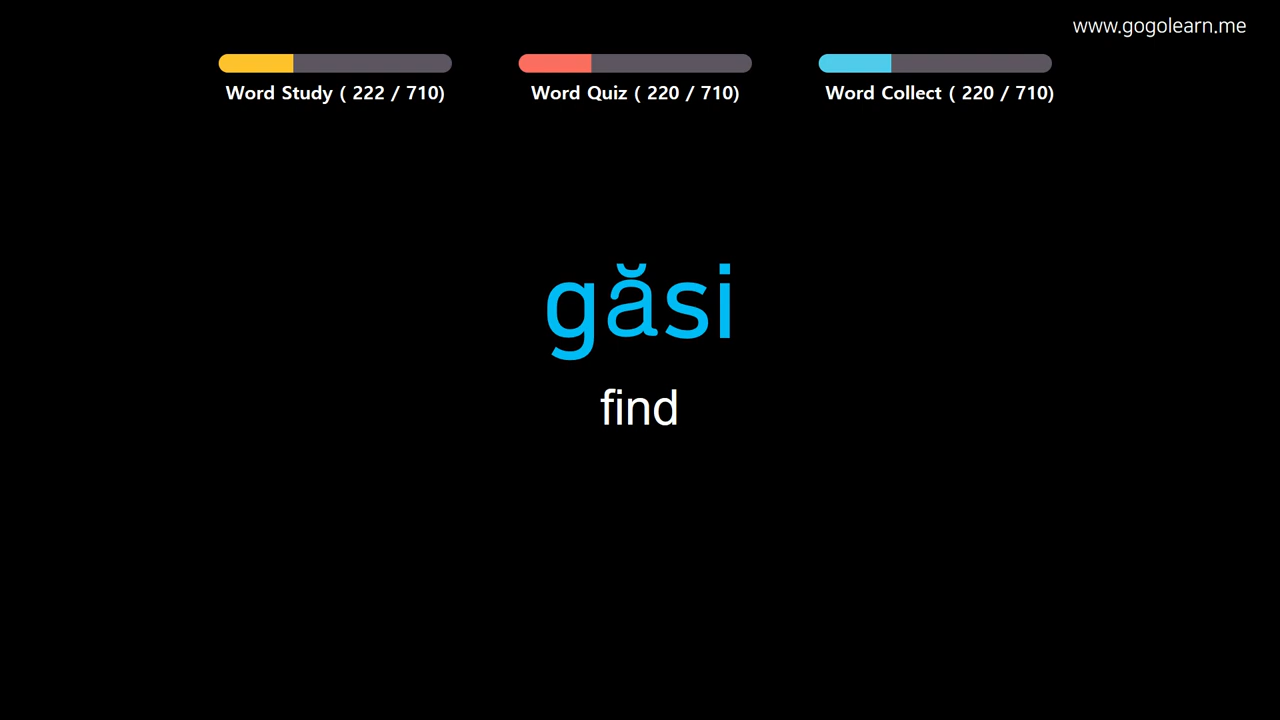 www.gogolearn.me
Word Study ( 222 / 710)
Word Quiz ( 220 / 710)
Word Collect ( 220 / 710)
găsi
find